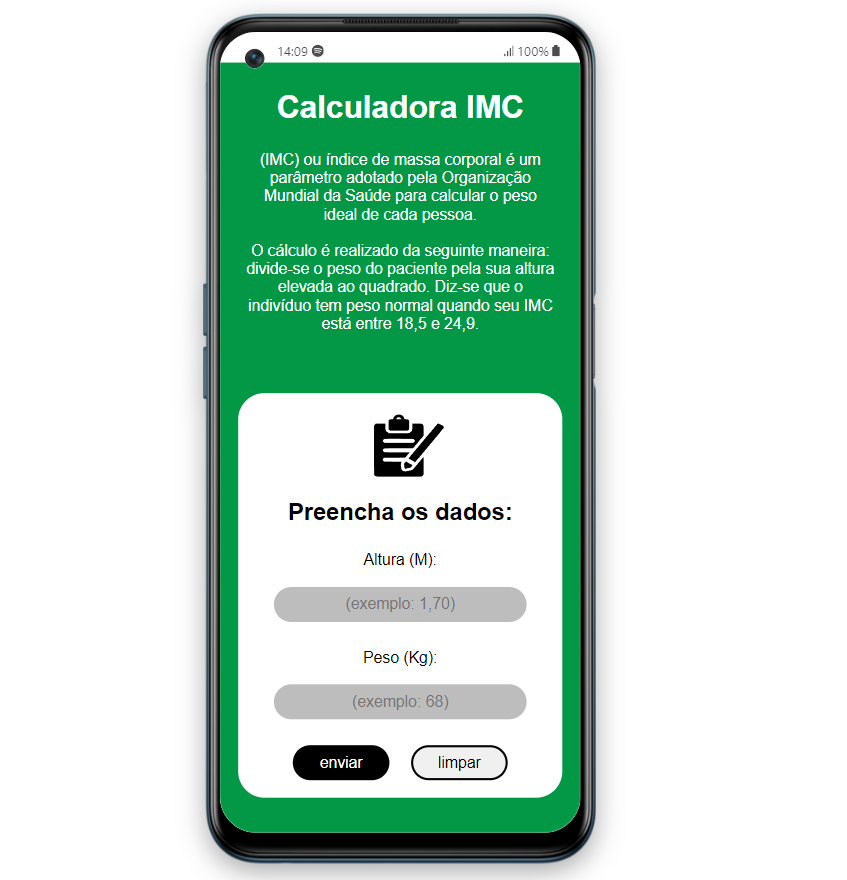 14:09
100%
Calculadora IMC
(IMC) ou índice de massa corporal é um
parâmetro adotado pela Organização
Mundial da Saúde para calcular o peso
ideal de cada pessoa.
O cálculo é realizado da seguinte maneira:
divide-se o peso do paciente pela sua altura
elevada ao quadrado. Diz-se que o
indivíduo tem peso normal quando seu IMC
está entre 18,5 e 24,9.
Preencha os dados:
Altura (M):
(exemplo: 1,70)
Peso (Kg):
(exemplo: 68)
enviar
limpar